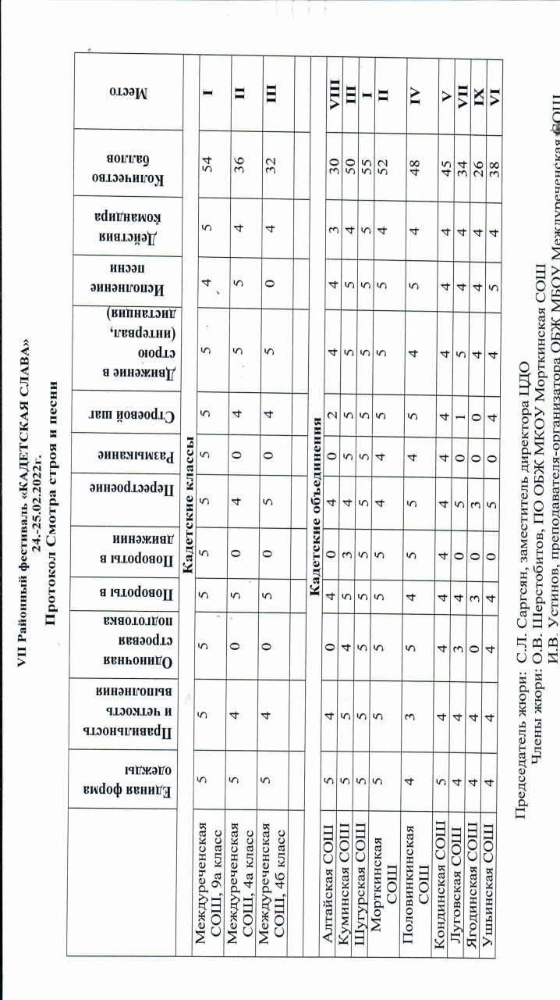 VII Районный фестиваль «КАДЕТСКАЯ СЛАВА»
24.-25.02.2022г.
Протокол Смотра строя и песни
Единая форма
одежды
Правильность
и четкость
выполнения
Одиночная
строевая
подготовка
Повороты в
Повороты в
движении
Перестроение
Размыкание
Строевой шаг
Движение в
строю
(интервал,
дистанция)
Исполнение
песни
Действия
командира
Количество
баллов
Место
Кадетские классы
Междуреченская 5 5 5 5 5 5 5 5 5 4 5 54 I
СОШ, 9а класс
Междуреченская 5 4 0 5 0 4 0 4 5 5 4 36 II
СОШ, 4а класс
Междуреченская 5 4 0 5 0 5 0 4 5 0 4 32 III
СОШ, 4б класс
Кадетские объединения
Алтайская СОШ 5 4 0 4 0 4 0 2 4 4 3 30 VIII
Куминская СОШ 5 5 4 5 3 4 5 5 5 5 4 50 III
Шугурская СОШ 5 5 5 5 5 5 5 5 5 5 5 55 I
Морткинская 5 5 5 5 5 4 4 5 5 5 4 52 II
СОШ
Половинкинская 4 3 5 4 5 5 4 5 4 5 4 48 IV
СОШ
Кондинская СОШ 5 4 4 4 4 4 4 4 4 4 4 45 V
Луговская СОШ 4 4 3 4 0 5 0 1 5 4 4 34 VII
Ягодинская СОШ 4 4 0 3 0 3 0 0 4 4 4 26 IX
Ушьинская СОШ 4 4 4 4 0 5 0 4 4 5 4 38 VI
Председатель жюри: С.Л. Саргсян, заместитель директора ЦДО
Члены жюри: О.В. Шерстобитов, ПО ОБЖ МКОУ Морткинская СОШ
И.В. Устинов, преподавателя-организатора ОБЖ МБОУ Междуреченская СОШ